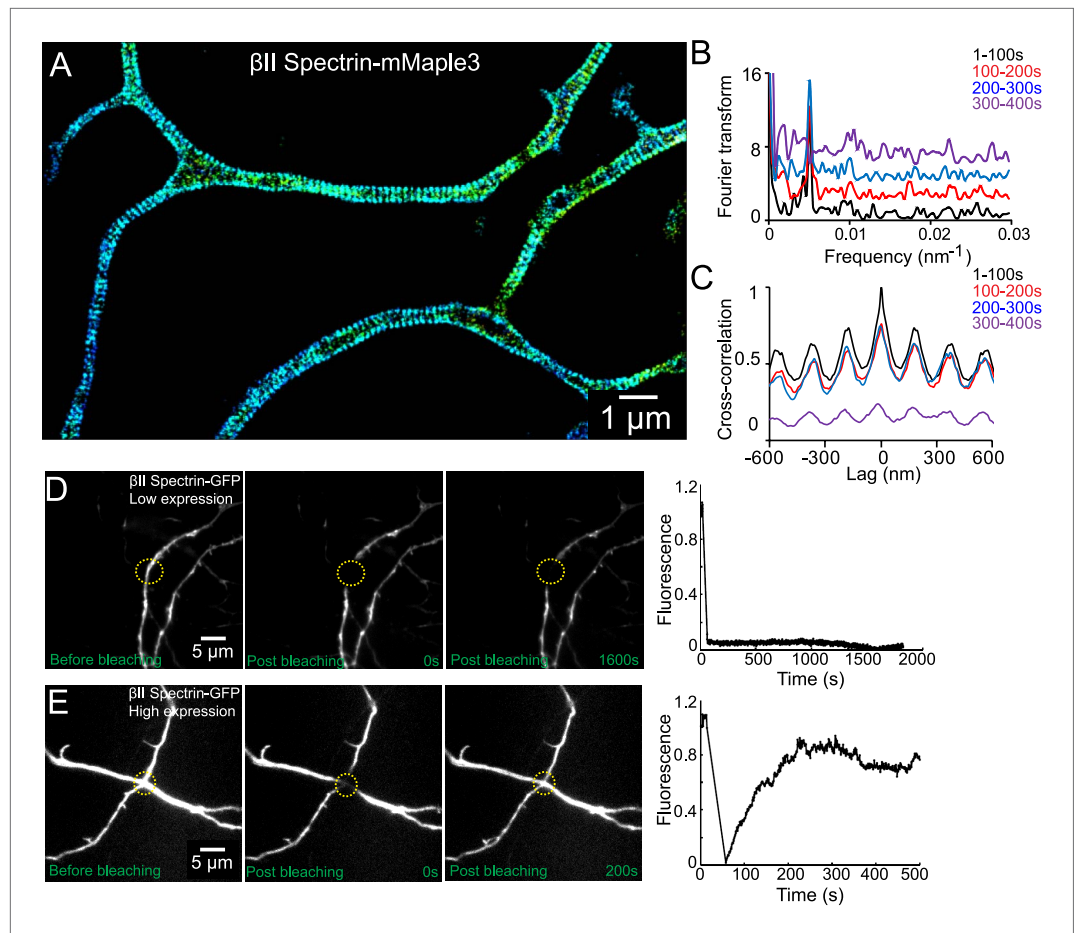 A
βII Spectrin-mMaple3
1 μm
B
1-100s
100-200s
200-300s
300-400s
16
8
0
Fourier transform
0
0.01
0.02
0.03
Frequency (nm⁻¹)
C
1-100s
100-200s
200-300s
300-400s
1
0.5
0
Cross-correlation
-600
-300
0
300
600
Lag (nm)
D
βII Spectrin-GFP
Low expression
Before bleaching
5 μm
Post bleaching
0s
Post bleaching
1600s
1.2
0.8
0.4
0
Fluorescence
0
500
1000
1500
2000
Time (s)
E
βII Spectrin-GFP
High expression
Before bleaching
5 μm
Post bleaching
0s
Post bleaching
200s
1.2
0.8
0.4
0
Fluorescence
0
100
200
300
400
500
Time (s)